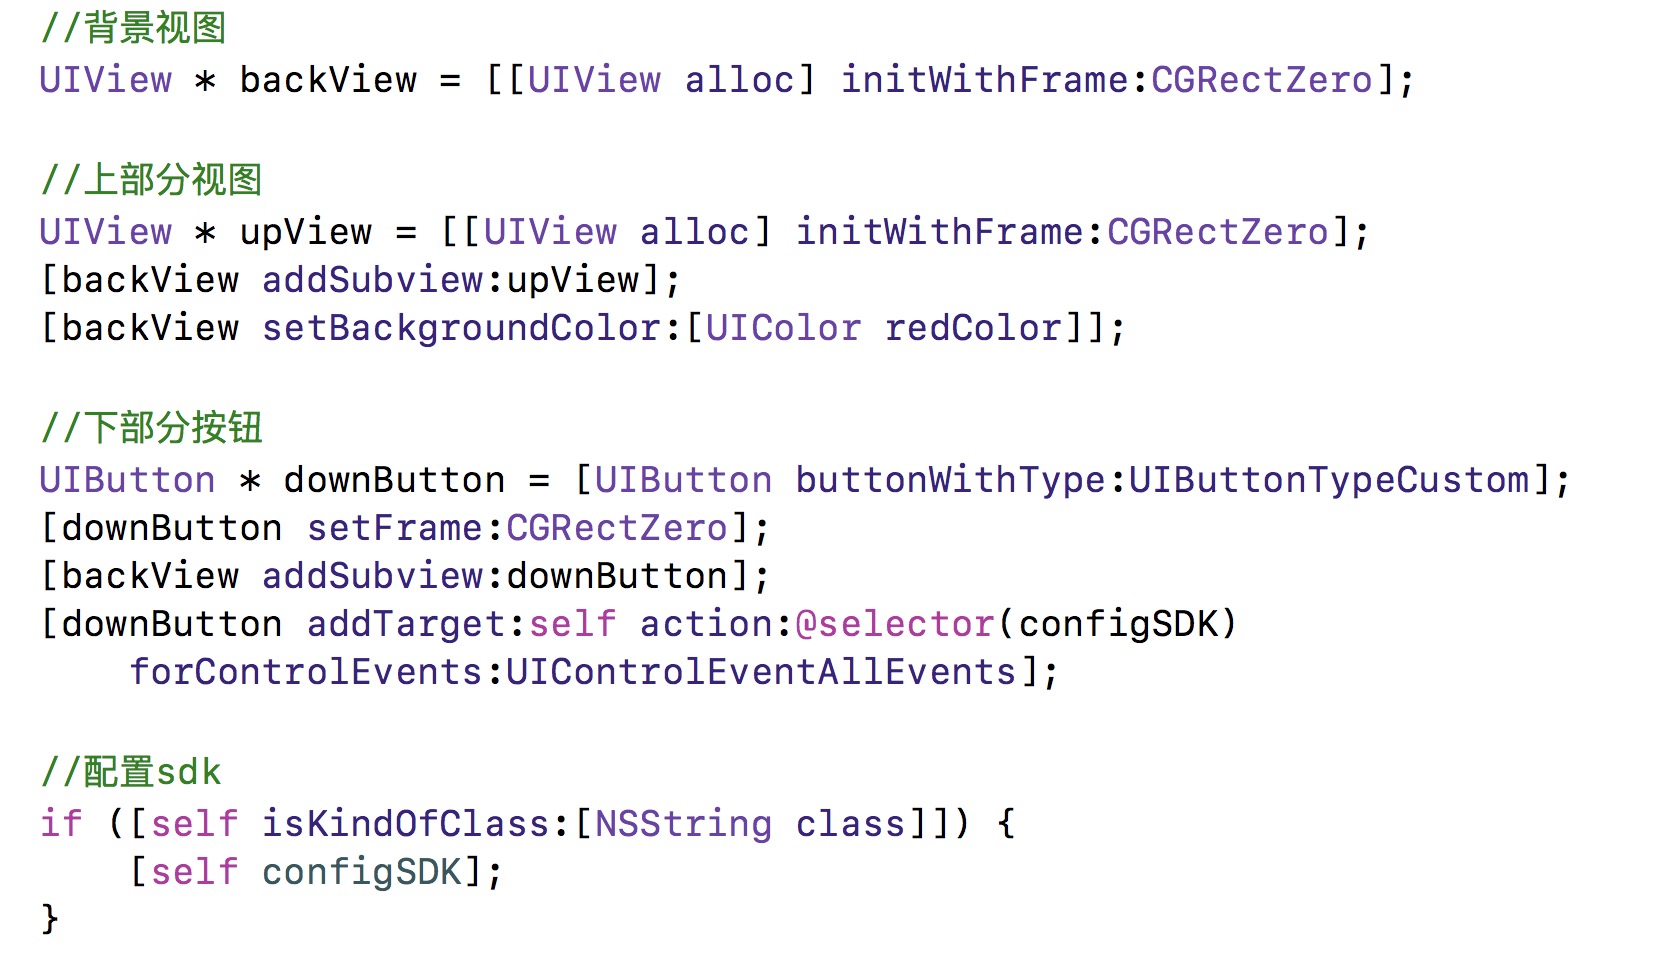 //背景视图
UIView * backView = [[UIView alloc] initWithFrame:CGRectZero];
//上部分视图
UIView * upView = [[UIView alloc] initWithFrame:CGRectZero];
[backView addSubview:upView];
[backView setBackgroundColor:[UIColor redColor]];
//下部分按钮
UIButton * downButton = [UIButton buttonWithType:UIButtonTypeCustom];
[downButton setFrame:CGRectZero];
[backView addSubview:downButton];
[downButton addTarget:self action:@selector(configSDK)
    forControlEvents:UIControlEventAllEvents];
//配置sdk
if ([self isKindOfClass:[NSString class]]) {
    [self configSDK];
}